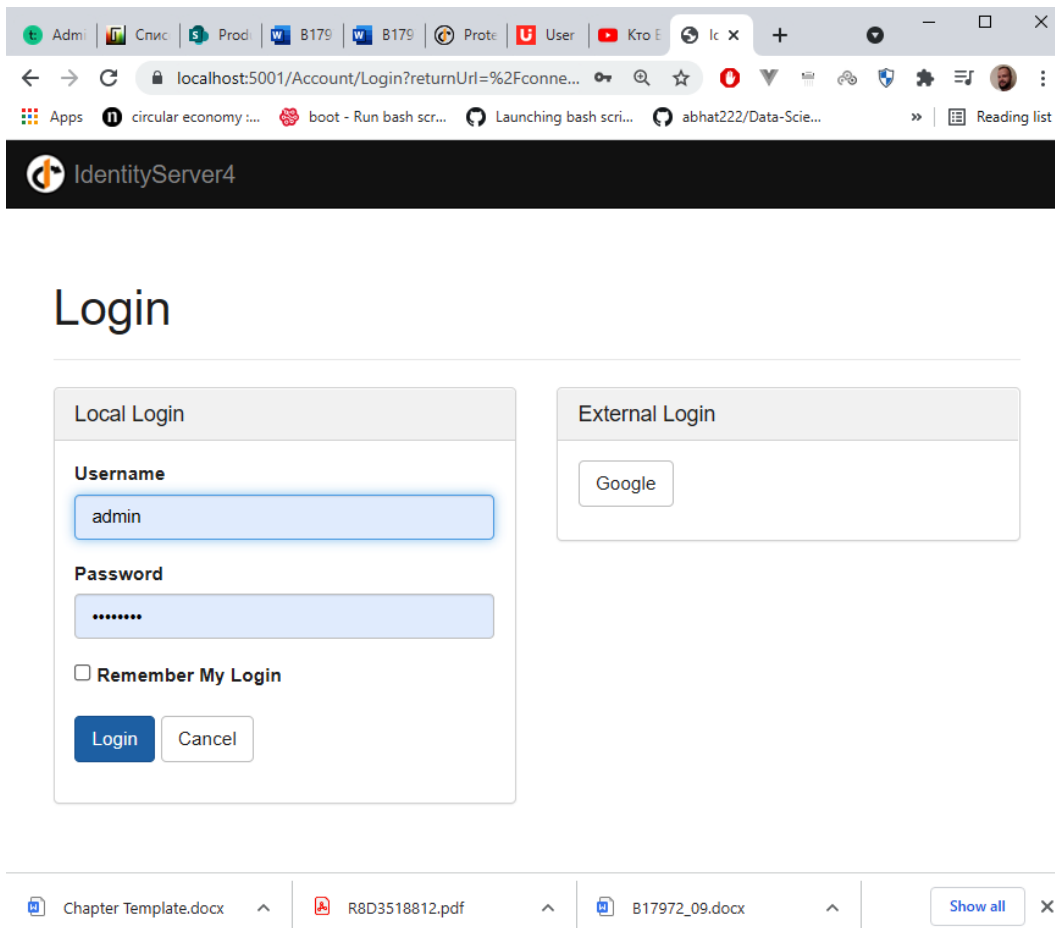 Admi Спис Prod B179 B179 Prote User Кто Е Ic
localhost:5001/Account/Login?returnUrl=%2Fconne...
Apps circular economy :... boot - Run bash scr... Launching bash scri... abhat222/Data-Scie... » Reading list
IdentityServer4
Login
Local Login
External Login
Username
Google
admin
Password
••••••••
Remember My Login
Login Cancel
Chapter Template.docx R8D3518812.pdf B17972_09.docx Show all